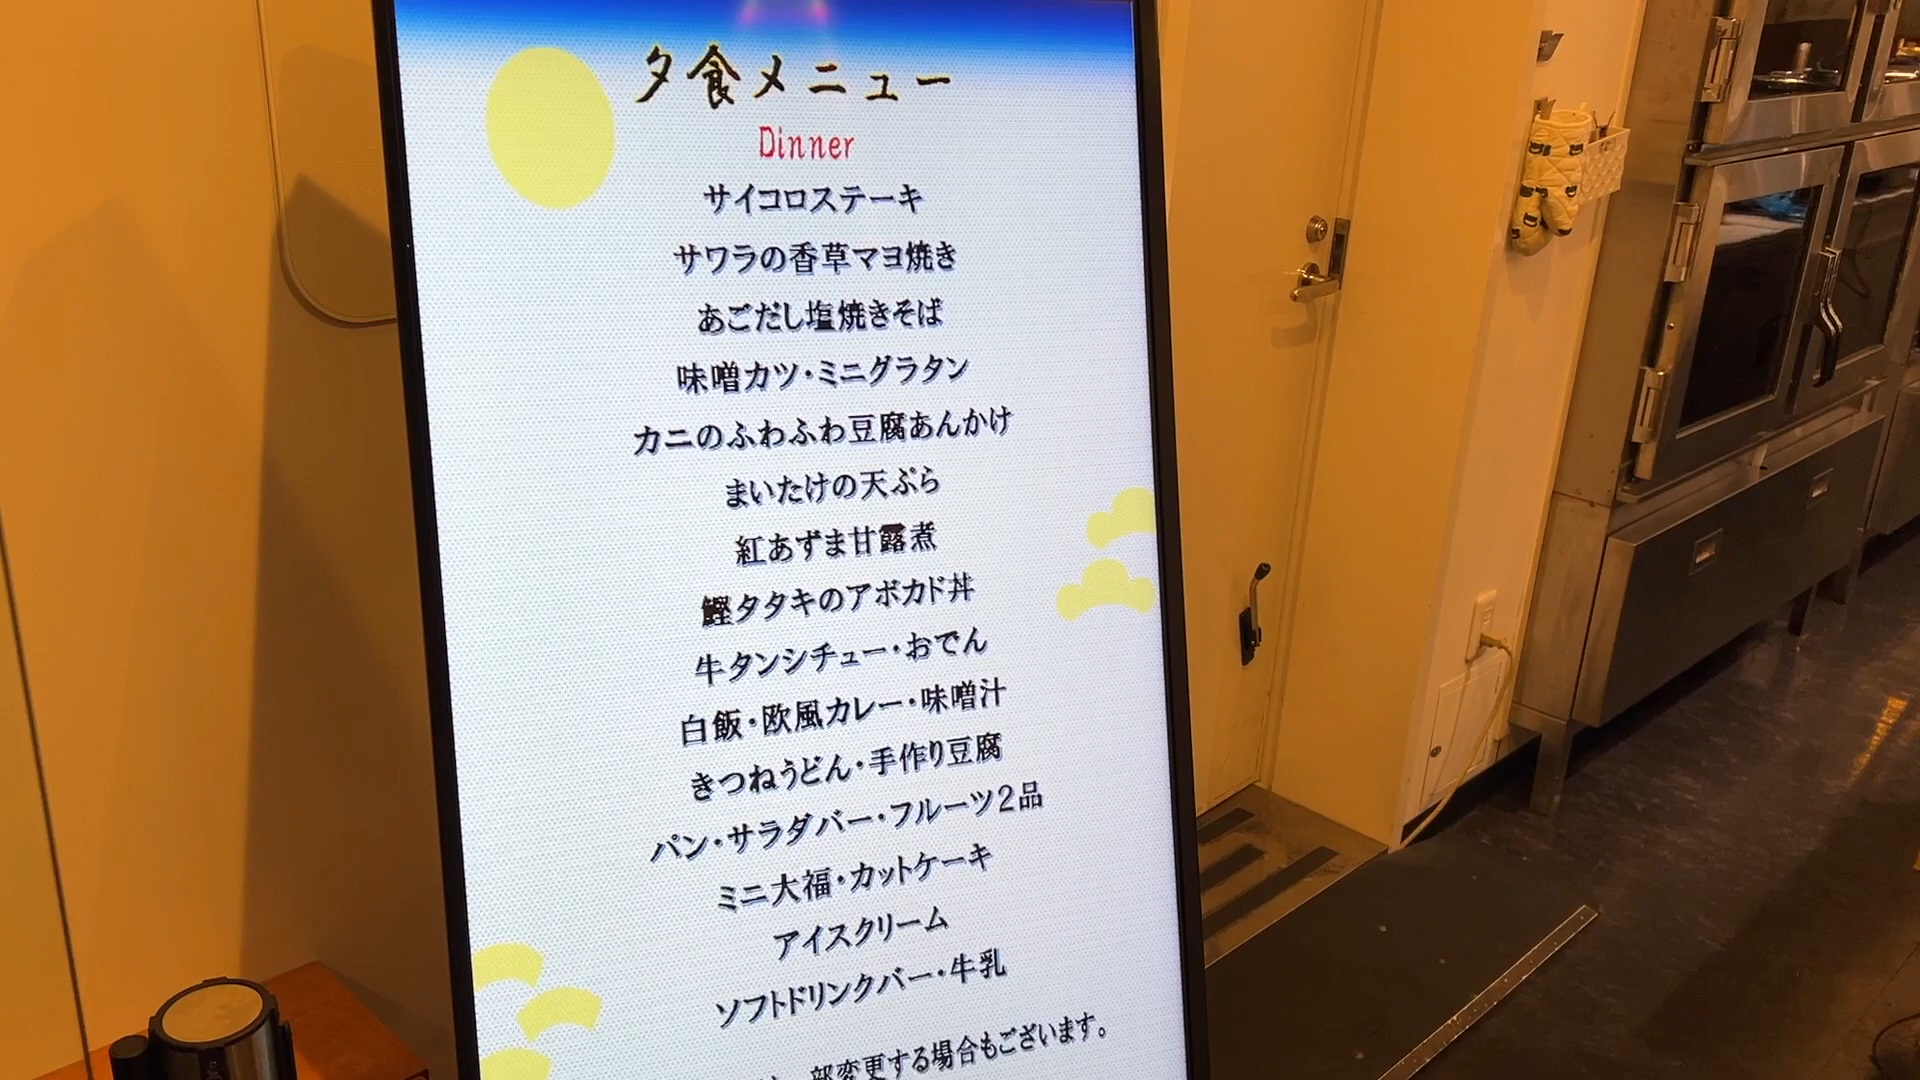 夕食メニュー
Dinner
サイコロステーキ
サワラの香草マヨ焼き
あごだし塩焼きそば
味噌カツ・ミニグラタン
カニのふわふわ豆腐あんかけ
まいたけの天ぷら
紅あずま甘露煮
鰹タタキのアボカド丼
牛タンシチュー・おでん
白飯・欧風カレー・味噌汁
きつねうどん・手作り豆腐
パン・サラダバー・フルーツ2品
ミニ大福・カットケーキ
アイスクリーム
ソフトドリンクバー・牛乳
部変更する場合もございます。